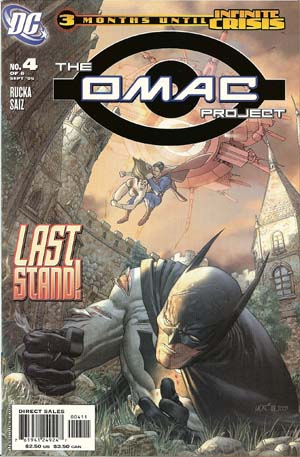 3 MONTHS UNTIL INFINITE CRISIS
DC
NO. 4
OF 6
SEPT '05
RUCKA
SAIZ
THE
OMAC
PROJECT
LAST
STAND!
DIRECT SALES
00411
$2.50 US $3.50 CAN